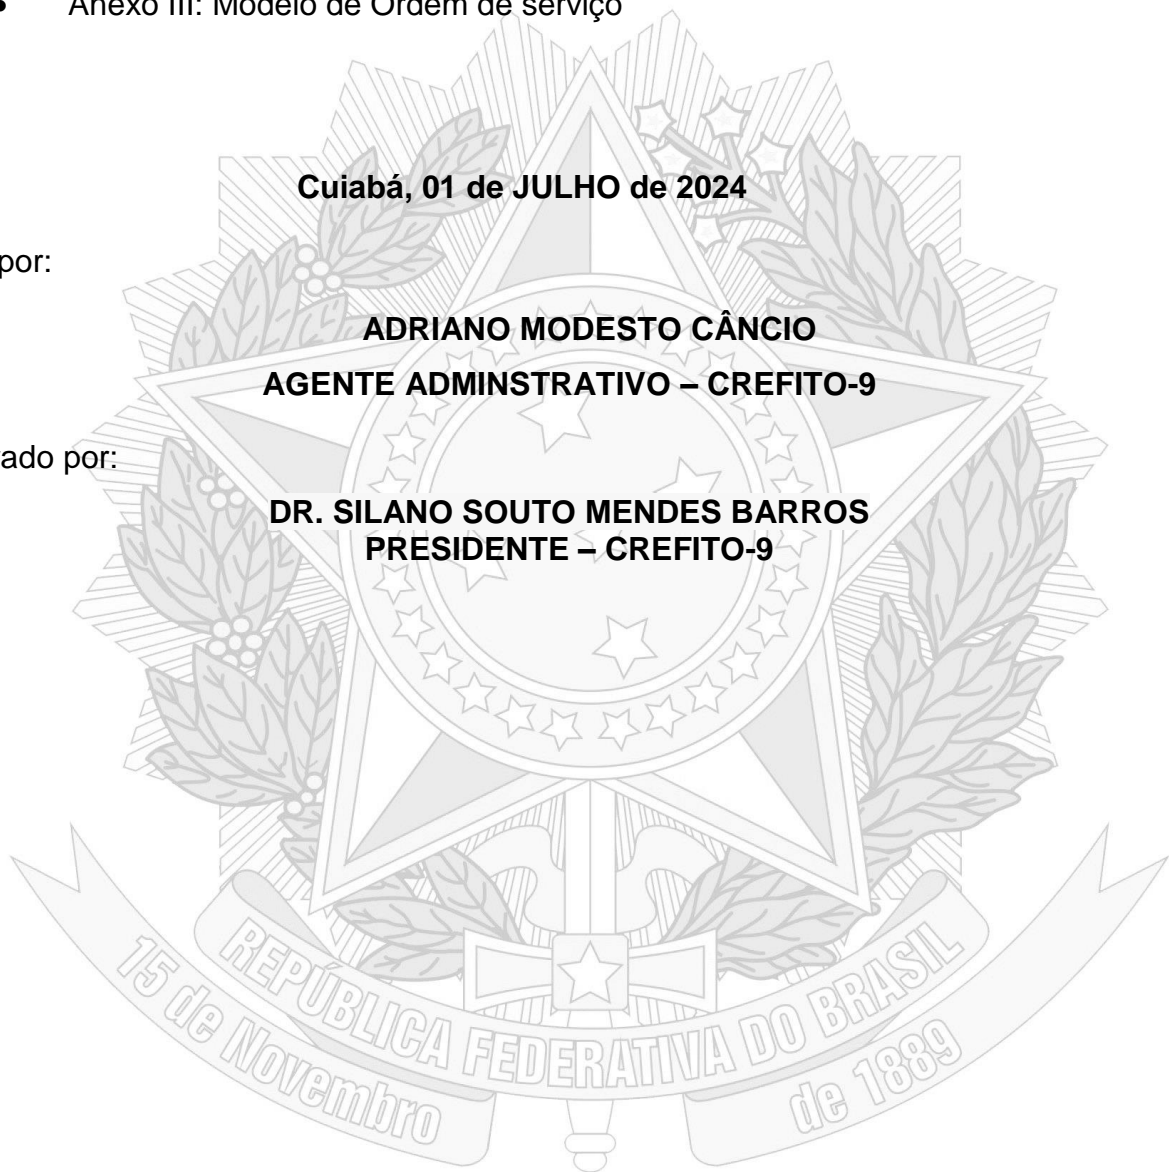 Anexo III: Modelo de Ordem de serviço
Cuiabá, 01 de JULHO de 2024
por:
ADRIANO MODESTO CÂNCIO
AGENTE ADMINSTRATIVO – CREFITO-9
ado por:
DR. SILANO SOUTO MENDES BARROS
PRESIDENTE – CREFITO-9
REPÚBLICA FEDERATIVA DO BRASIL
15 de Novembro de 1889